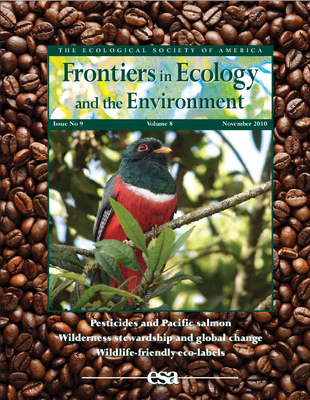 THE ECOLOGICAL SOCIETY OF AMERICA
Frontiers in Ecology
and the Environment
Issue No 9 Volume 8 November 2010
Pesticides and Pacific salmon
Wilderness stewardship and global change
Wildlife-friendly eco-labels
esa